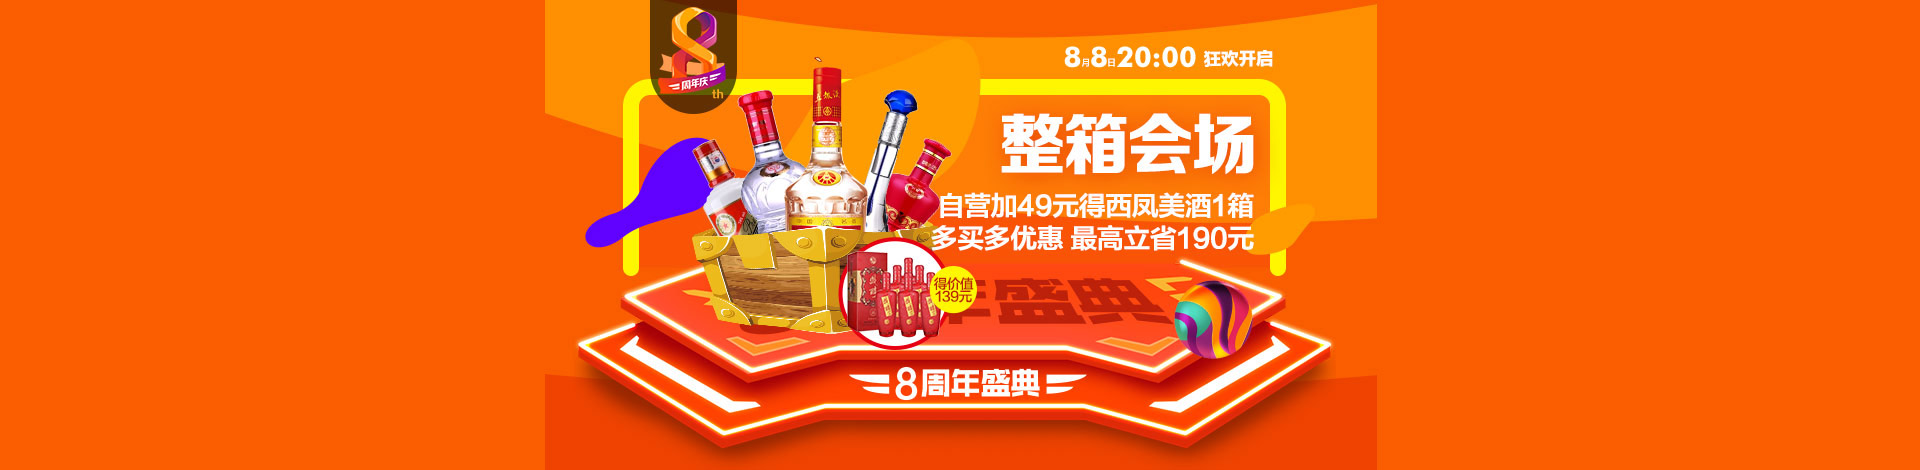 周年庆
th
8月8日20:00 狂欢开启
整箱会场
自营加49元得西凤美酒1箱
多买多优惠 最高立省190元
五粮液
得价值
139元
年盛典
8周年盛典